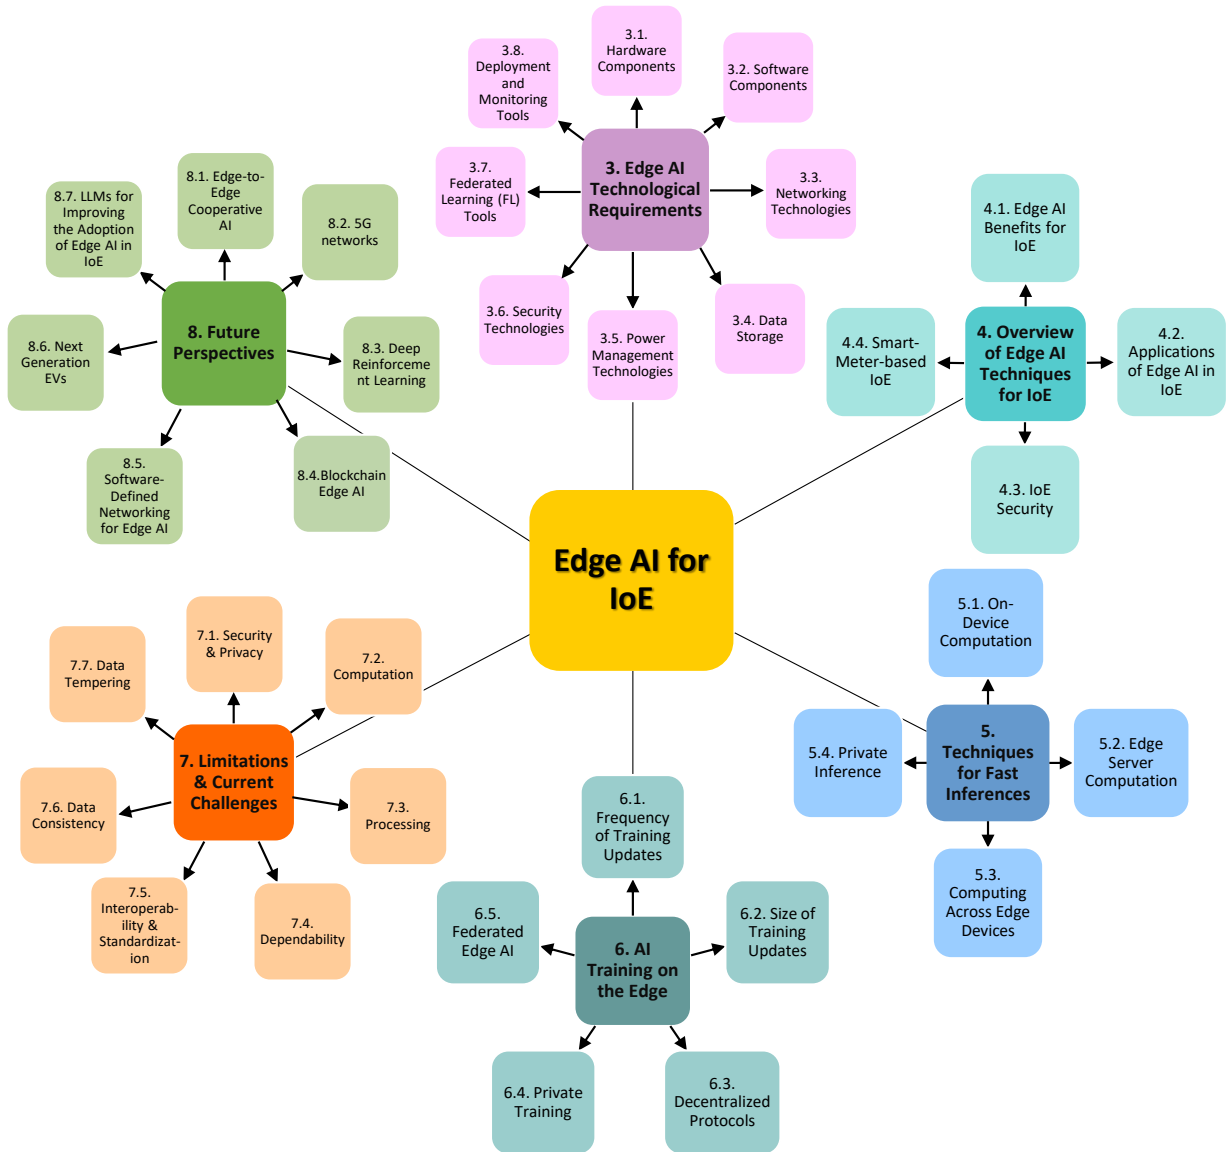 3.1.
Hardware
Components
3.8.
Deployment
and
Monitoring
Tools
3.2. Software
Components
3. Edge AI
Technological
Requirements
3.7.
Federated
Learning (FL)
Tools
3.3.
Networking
Technologies
3.6. Security
Technologies
3.5. Power
Management
Technologies
3.4. Data
Storage
8.1. Edge-to-
Edge
Cooperative
AI
8.7. LLMs for
Improving
the Adoption
of Edge AI in
IoE
8.2. 5G
networks
8. Future
Perspectives
8.6. Next
Generation
EVs
8.3. Deep
Reinforceme
nt Learning
8.5.
Software-
Defined
Networking
for Edge AI
8.4.Blockchain
Edge AI
4.1. Edge AI
Benefits for
IoE
4. Overview
of Edge AI
Techniques
for IoE
4.4. Smart-
Meter-based
IoE
4.2.
Applications
of Edge AI in
IoE
4.3. IoE
Security
Edge AI for
IoE
5.1. On-
Device
Computation
5.
Techniques
for Fast
Inferences
5.4. Private
Inference
5.2. Edge
Server
Computation
5.3.
Computing
Across Edge
Devices
7.1. Security
& Privacy
7.7. Data
Tempering
7.2.
Computation
7. Limitations
& Current
Challenges
7.6. Data
Consistency
7.3.
Processing
7.5.
Interoperab-
ility &
Standardizat-
ion
7.4.
Dependability
6.1.
Frequency
of Training
Updates
6.5.
Federated
Edge AI
6.2. Size of
Training
Updates
6. AI
Training on
the Edge
6.4. Private
Training
6.3.
Decentralized
Protocols